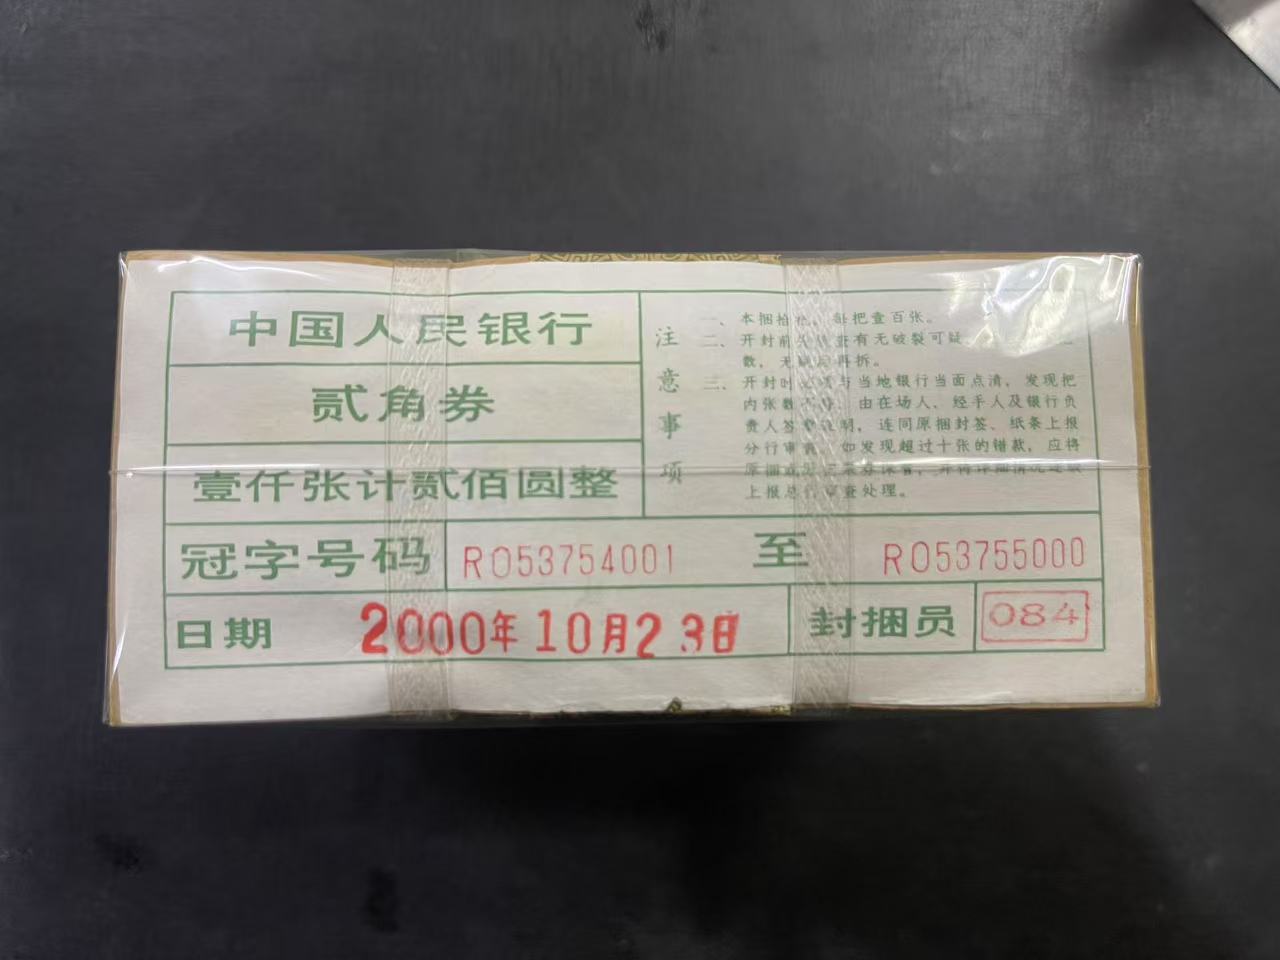 中国人民银行
贰角券
壹仟张计贰佰圆整
注意事项
一、本捆拾把，每把壹百张。
二、开封前先检查有无破裂可疑
数，无疑后再拆。
三、开封时必须与当地银行当面点清，发现把
内张数不符，由在场人、经手人及银行负
责人签章证明，连同原捆封签、纸条上报
分行审查。如发现超过十张的错款，应将
上报总行审查处理。
冠字号码 RO53754001 至 RO53755000
日期 2000年10月23日 封捆员 084